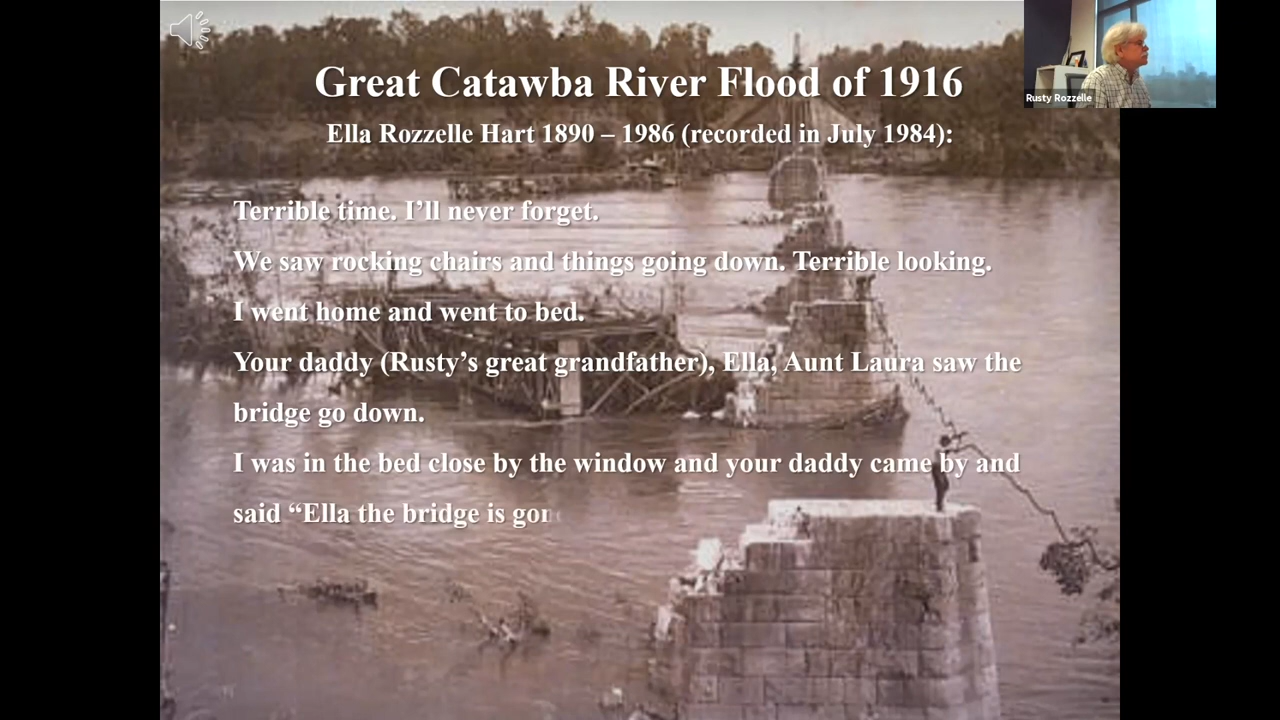 Great Catawba River Flood of 1916
Rusty Rozzelle
Ella Rozzelle Hart 1890 – 1986 (recorded in July 1984):
Terrible time. I’ll never forget.
We saw rocking chairs and things going down. Terrible looking.
I went home and went to bed.
Your daddy (Rusty’s great grandfather), Ella, Aunt Laura saw the
bridge go down.
I was in the bed close by the window and your daddy came by and
said “Ella the bridge is